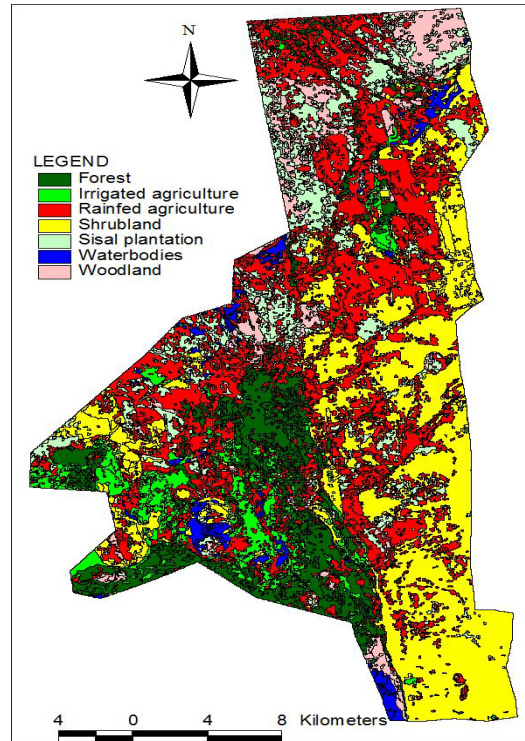 N
LEGEND
Forest
Irrigated agriculture
Rainfed agriculture
Shrubland
Sisal plantation
Waterbodies
Woodland
4 0 4 8 Kilometers